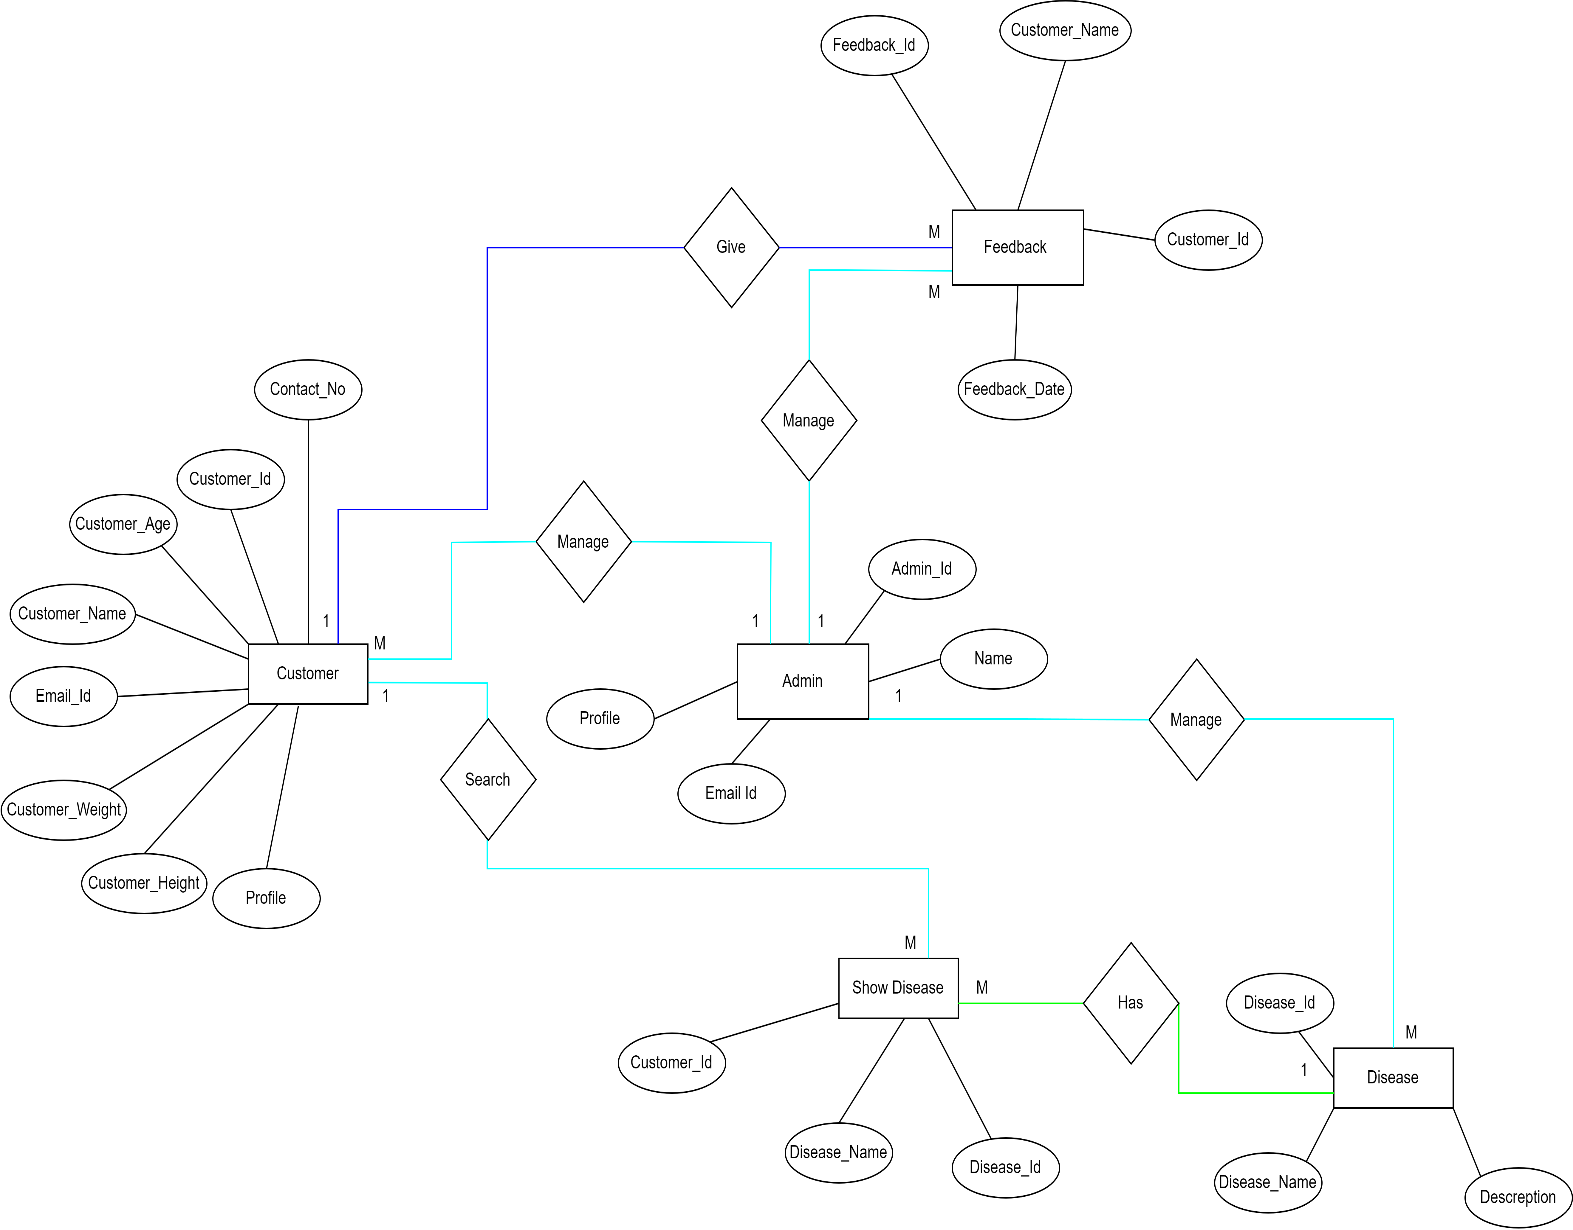 Customer_Name
Feedback_Id
Customer_Id
M
Give
Feedback
M
Contact_No
Feedback_Date
Manage
Customer_Id
Customer_Age
Manage
Admin_Id
Customer_Name
1
1
1
M
Name
Customer
Admin
Email_Id
1
1
Profile
Manage
Search
Email Id
Customer_Weight
Customer_Height
Profile
M
Show Disease
M
Has
Disease_Id
M
Customer_Id
1
Disease
Disease_Name
Disease_Id
Disease_Name
Descreption